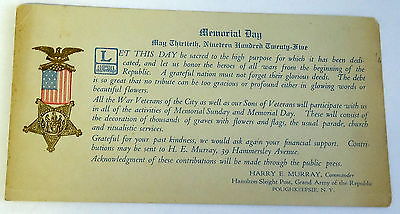 Memorial Day
May Thirtieth, Nineteen Hundred Twenty-Five
LET THIS DAY be sacred to the high purpose for which it has been dedi-
cated, and let us honor the heroes of all wars from the beginning of the
Republic. A grateful nation must not forget their glorious deeds. The debt
is so great that no tribute can be too gracious or profound either in glowing words or
beautiful flowers.
All the War Veterans of the City as well as our Sons of Veterans will participate with us
in all of the activities of Memorial Sunday and Memorial Day. These will consist of
the decoration of thousands of graves with flowers and flags, the usual parade, church
and ritualistic services.
Grateful for your past kindness, we would ask again your financial support. Contri-
butions may be sent to H. E. Murray, 39 Hammersley Avenue.
Acknowledgment of these contributions will be made through the public press.
HARRY E. MURRAY, Commander
Hamilton Sleight Post, Grand Army of the Republic
POUGHKEEPSIE, N. Y.